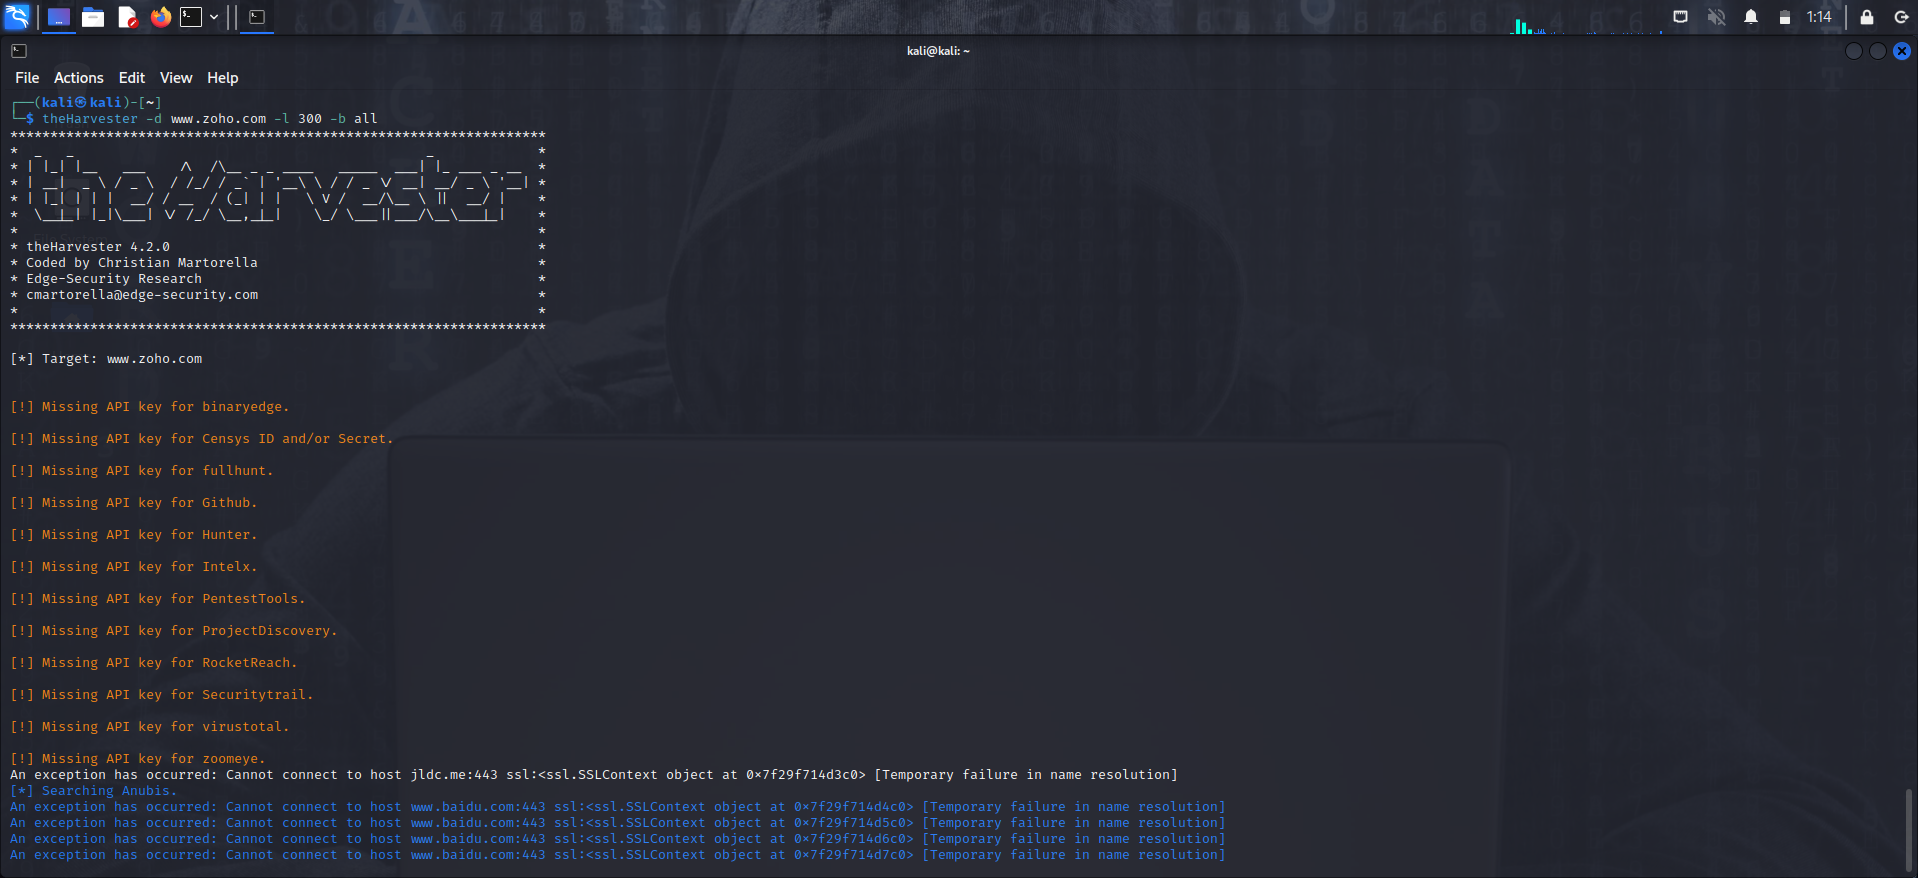 1:14
kali@kali: ~
File Actions Edit View Help
┌──(kali㉿kali)-[~]
└─$ theHarvester -d www.zoho.com -l 300 -b all
*******************************************************************
* theHarvester 4.2.0 *
* Coded by Christian Martorella *
* Edge-Security Research *
* cmartorella@edge-security.com *
* *
*******************************************************************
[*] Target: www.zoho.com
[!] Missing API key for binaryedge.
[!] Missing API key for Censys ID and/or Secret.
[!] Missing API key for fullhunt.
[!] Missing API key for Github.
[!] Missing API key for Hunter.
[!] Missing API key for Intelx.
[!] Missing API key for PentestTools.
[!] Missing API key for ProjectDiscovery.
[!] Missing API key for RocketReach.
[!] Missing API key for Securitytrail.
[!] Missing API key for virustotal.
[!] Missing API key for zoomeye.
An exception has occurred: Cannot connect to host jldc.me:443 ssl:<ssl.SSLContext object at 0×7f29f714d3c0> [Temporary failure in name resolution]
[*] Searching Anubis.
An exception has occurred: Cannot connect to host www.baidu.com:443 ssl:<ssl.SSLContext object at 0×7f29f714d4c0> [Temporary failure in name resolution]
An exception has occurred: Cannot connect to host www.baidu.com:443 ssl:<ssl.SSLContext object at 0×7f29f714d5c0> [Temporary failure in name resolution]
An exception has occurred: Cannot connect to host www.baidu.com:443 ssl:<ssl.SSLContext object at 0×7f29f714d6c0> [Temporary failure in name resolution]
An exception has occurred: Cannot connect to host www.baidu.com:443 ssl:<ssl.SSLContext object at 0×7f29f714d7c0> [Temporary failure in name resolution]